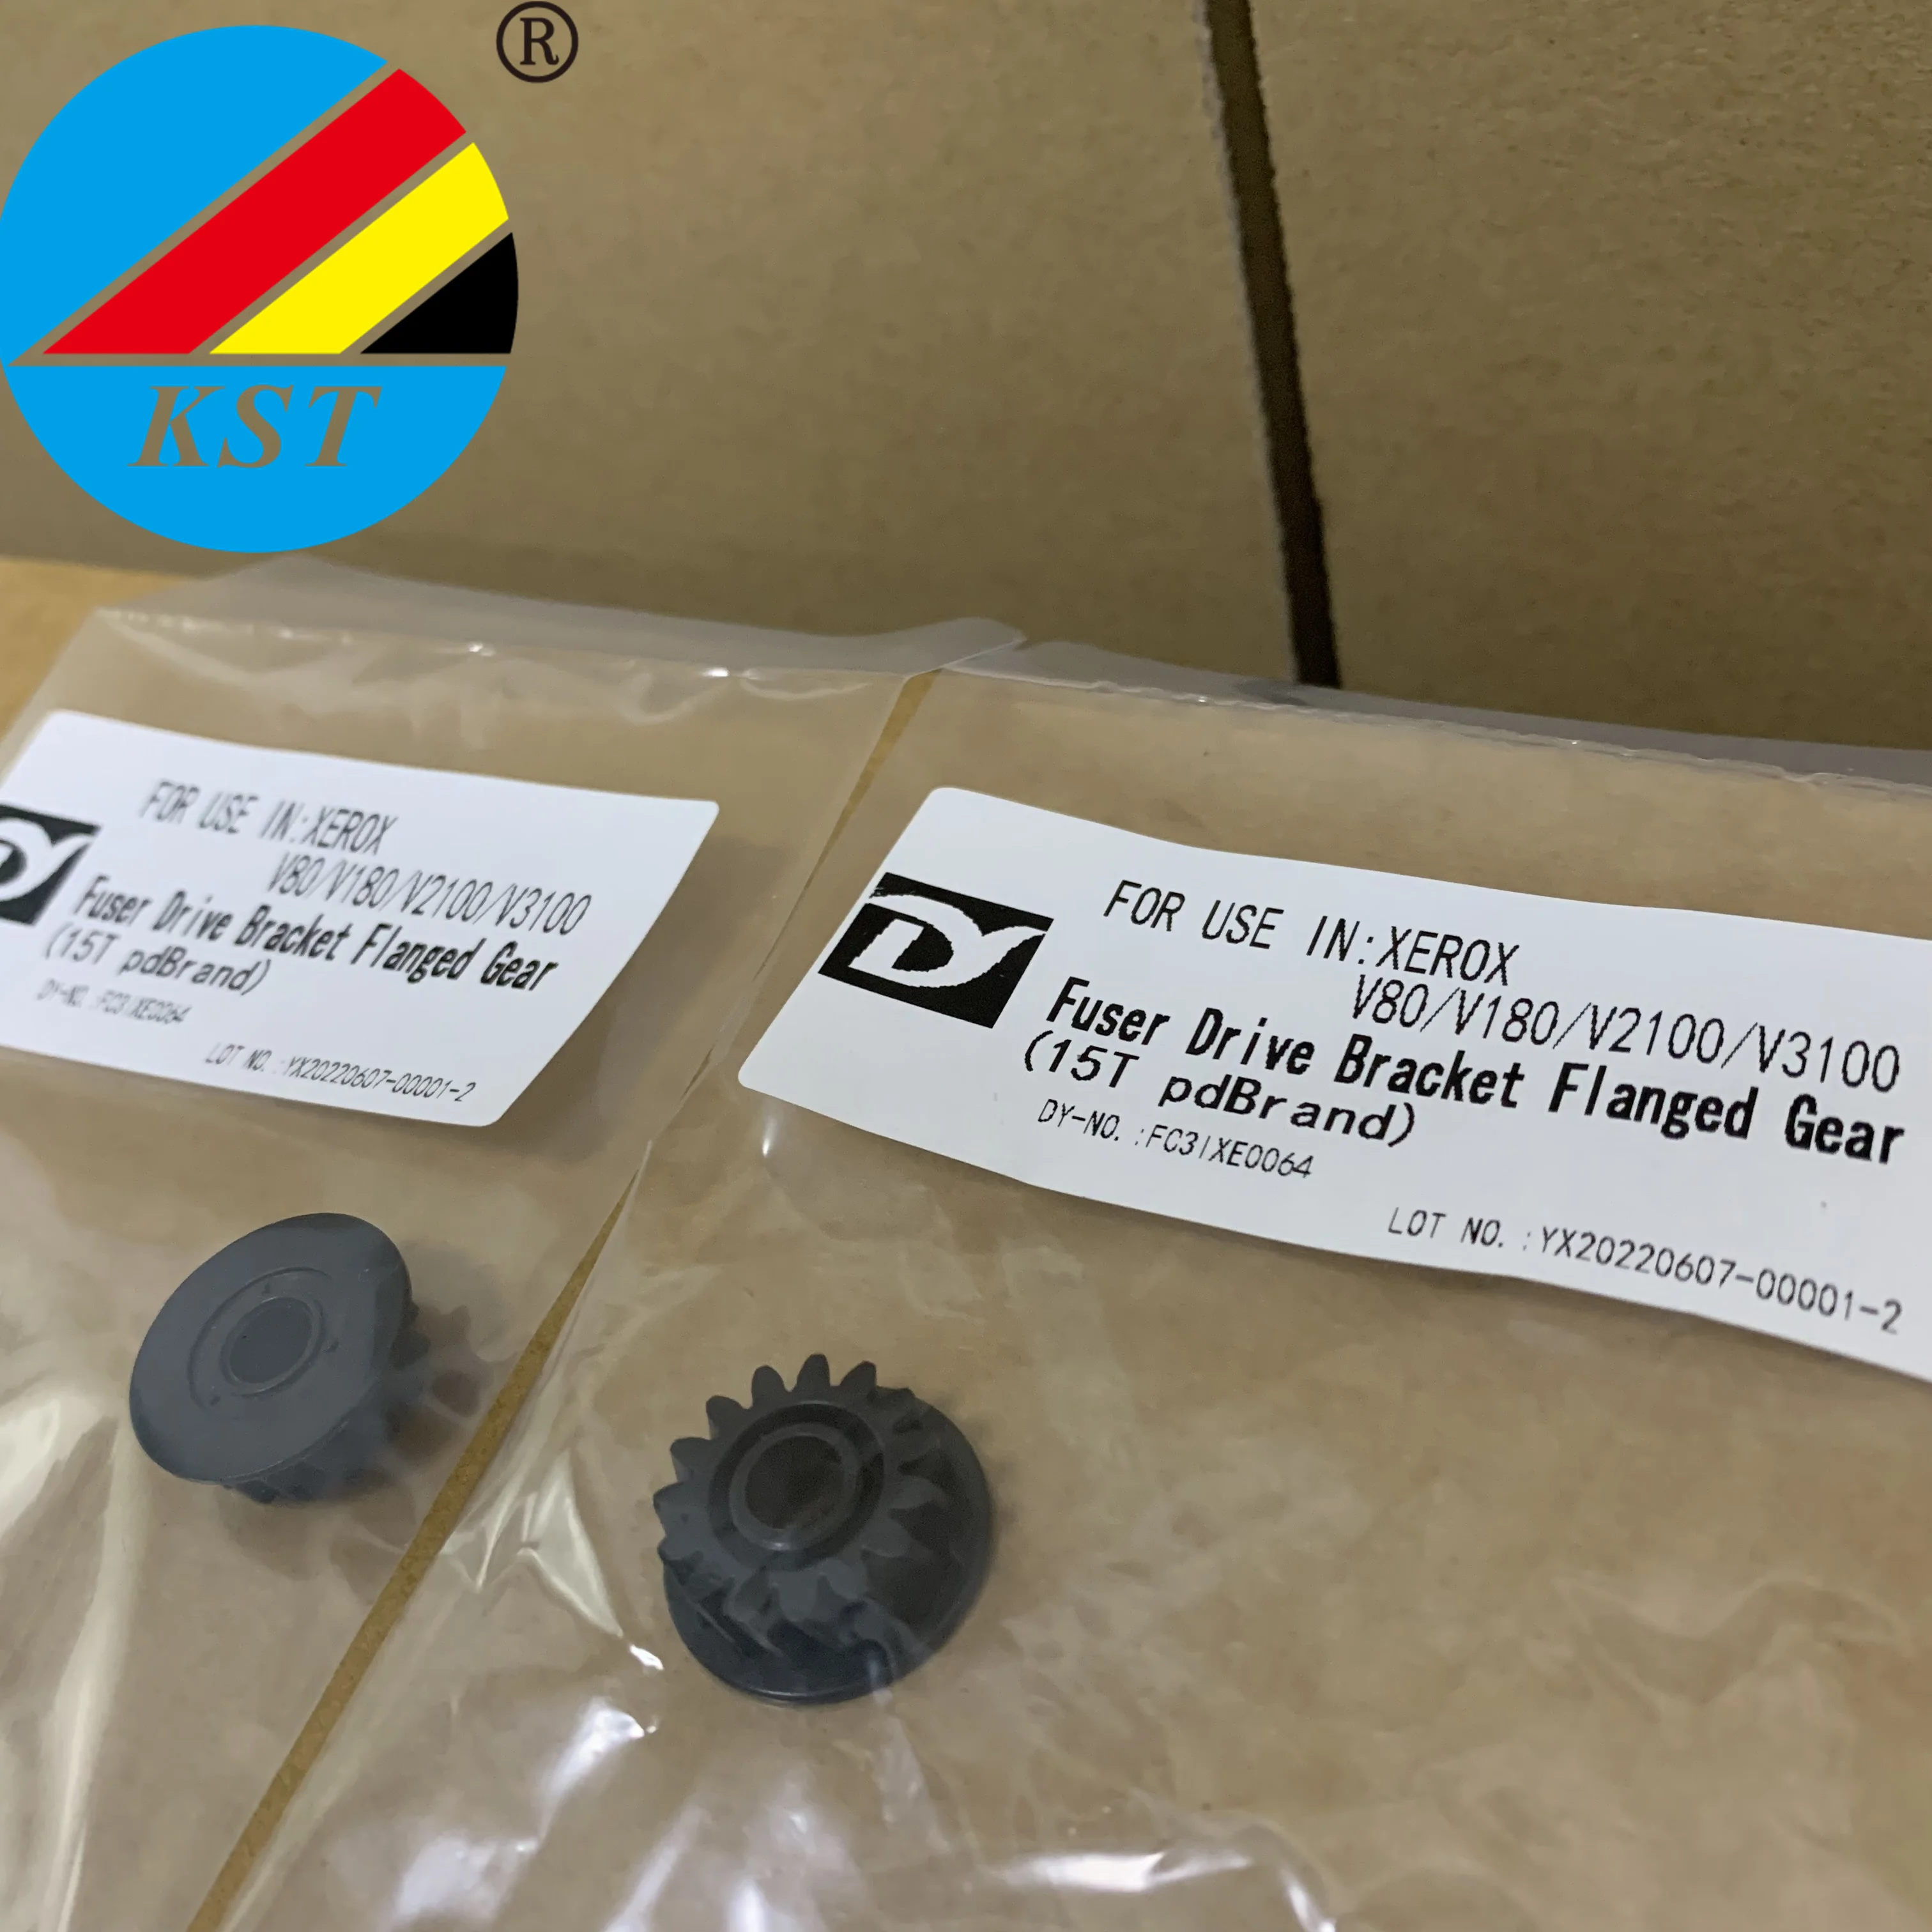 ®
KST
FOR USE IN:XEROX
V80/V180/V2100/V3100
DY
Fuser Drive Bracket Flanged Gear
(15T pdBrand)
DY-NO.:FC31XE0064
LOT NO.:YX20220607-00001-2
FOR USE IN:XEROX
V80/V180/V2100/V3100
DY
Fuser Drive Bracket Flanged Gear
(15T pdBrand)
DY-NO.:FC31XE0064
LOT NO.:YX20220607-00001-2